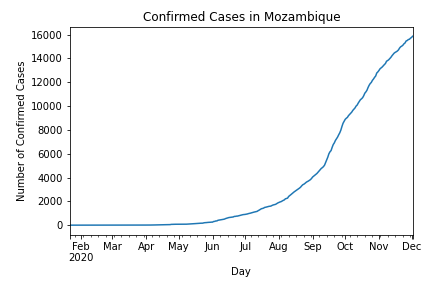 Confirmed Cases in Mozambique
Number of Confirmed Cases
16000
14000
12000
10000
8000
6000
4000
2000
0
Feb Mar Apr May Jun Jul Aug Sep Oct Nov Dec
2020
Day